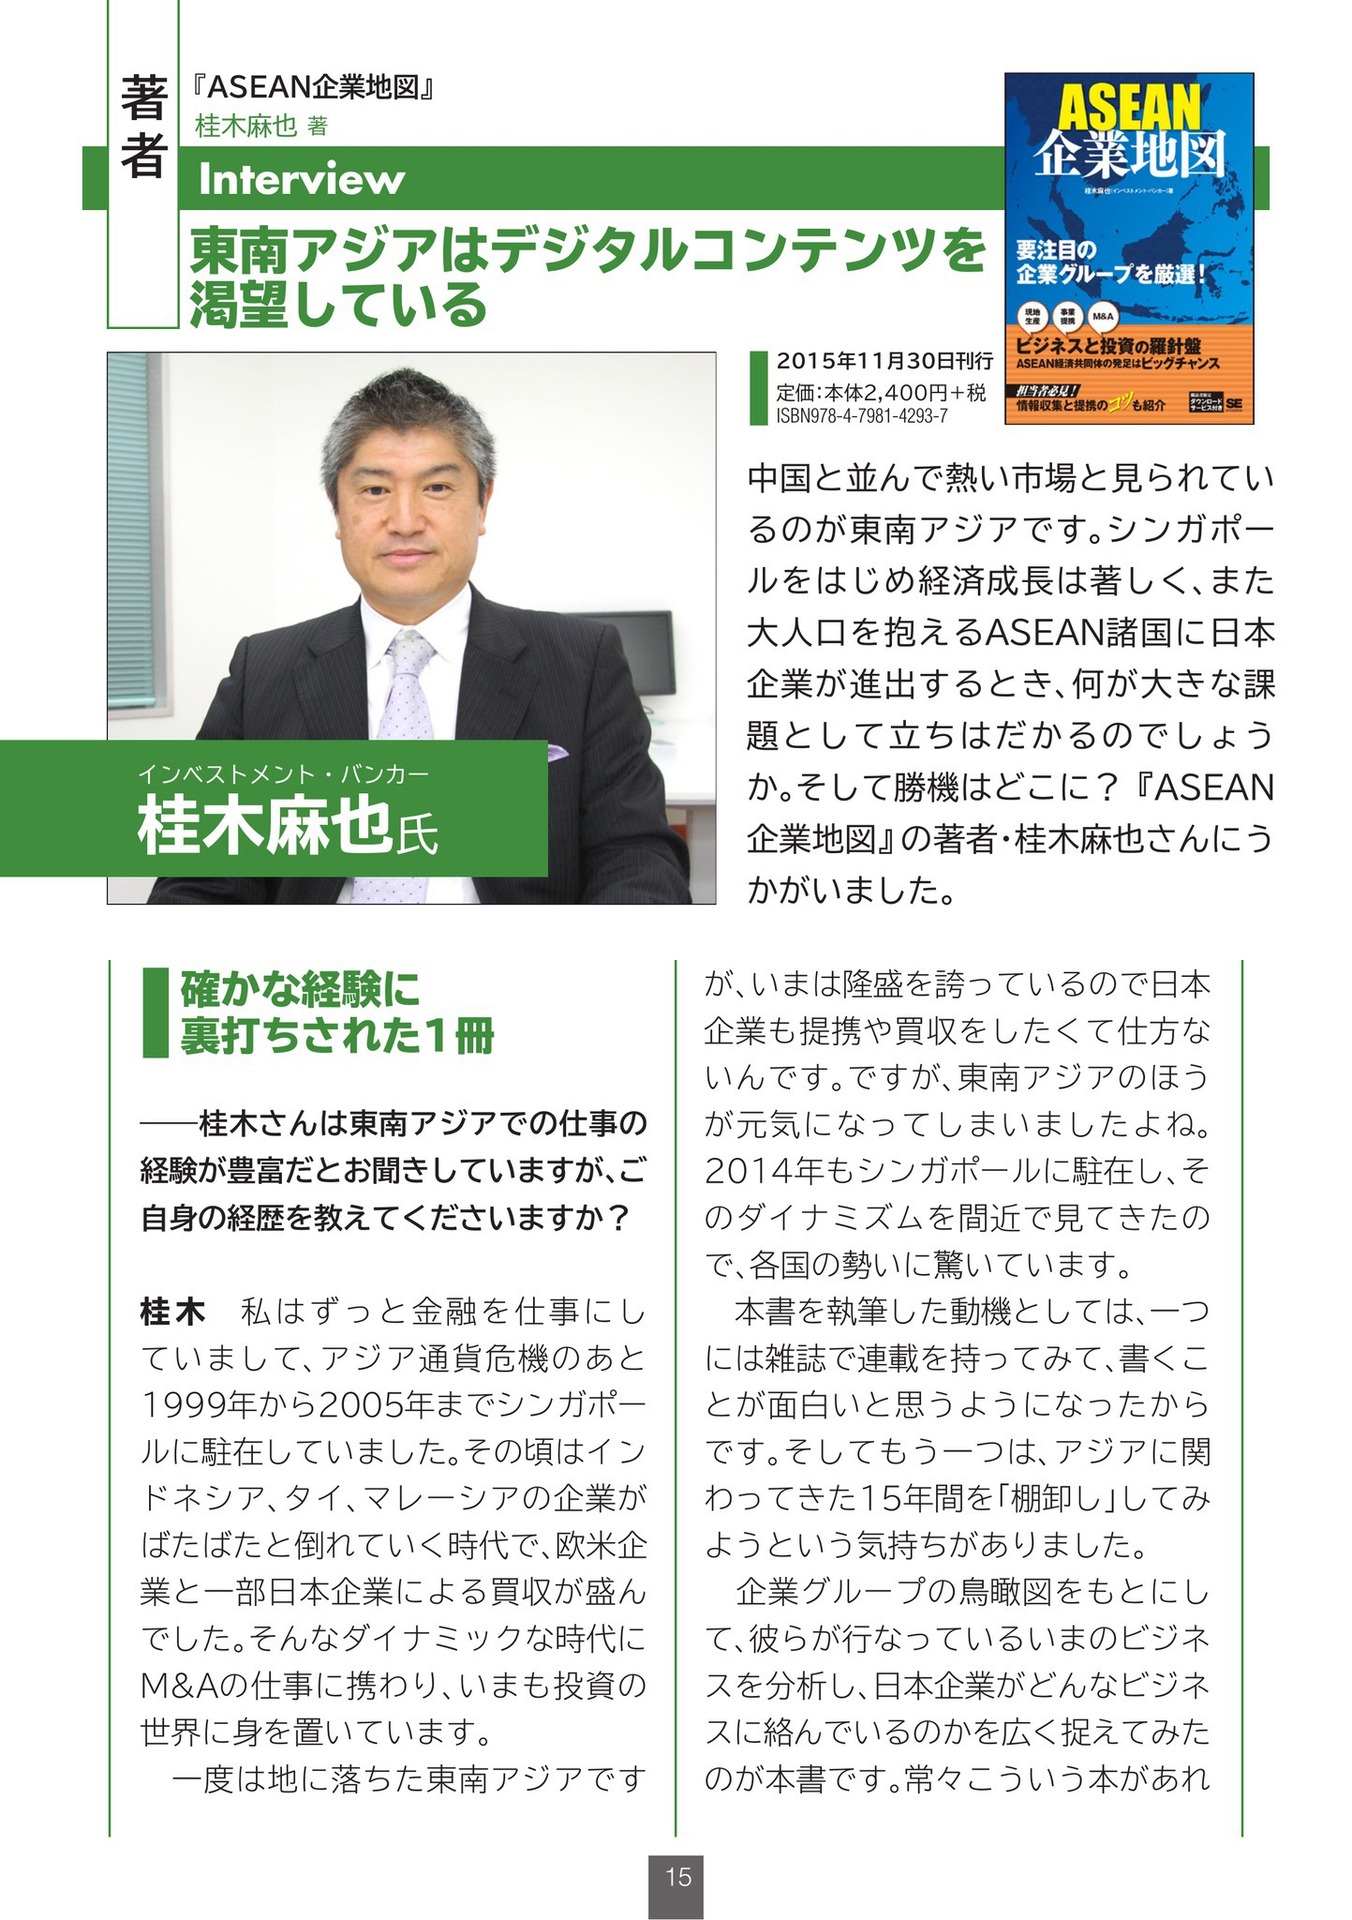 著者
『ASEAN企業地図』
桂木麻也 著
Interview
東南アジアはデジタルコンテンツを
渇望している
ASEAN
企業地図
桂木麻也(インベストメント・バンカー)著
要注目の
企業グループを厳選!
現地
生産
事業
提携
M&A
ビジネスと投資の羅針盤
ASEAN経済共同体の発足はビッグチャンス
担当者必見!
情報収集と提携のコツも紹介
ダウンロード
サービス付き
SE
2015年11月30日刊行
定価:本体2,400円+税
ISBN978-4-7981-4293-7
インベストメント・バンカー
桂木麻也氏
中国と並んで熱い市場と見られてい
るのが東南アジアです。シンガポー
ルをはじめ経済成長は著しく、また
大人口を抱えるASEAN諸国に日本
企業が進出するとき、何が大きな課
題として立ちはだかるのでしょう
か。そして勝機はどこに?『ASEAN
企業地図』の著者・桂木麻也さんにう
かがいました。
確かな経験に
裏打ちされた1冊
――桂木さんは東南アジアでの仕事の
経験が豊富だとお聞きしていますが、ご
自身の経歴を教えてくださいますか?
桂木 私はずっと金融を仕事にし
ていまして、アジア通貨危機のあと
1999年から2005年までシンガポー
ルに駐在していました。その頃はイン
ドネシア、タイ、マレーシアの企業が
ばたばたと倒れていく時代で、欧米企
業と一部日本企業による買収が盛ん
でした。そんなダイナミックな時代に
M&Aの仕事に携わり、いまも投資の
世界に身を置いています。
一度は地に落ちた東南アジアです
が、いまは隆盛を誇っているので日本
企業も提携や買収をしたくて仕方な
いんです。ですが、東南アジアのほう
が元気になってしまいましたよね。
2014年もシンガポールに駐在し、そ
のダイナミズムを間近で見てきたの
で、各国の勢いに驚いています。
本書を執筆した動機としては、一つ
には雑誌で連載を持ってみて、書くこ
とが面白いと思うようになったから
です。そしてもう一つは、アジアに関
わってきた15年間を「棚卸し」してみ
ようという気持ちがありました。
企業グループの鳥瞰図をもとにし
て、彼らが行なっているいまのビジネ
スを分析し、日本企業がどんなビジネ
スに絡んでいるのかを広く捉えてみた
のが本書です。常々こういう本があれ
15